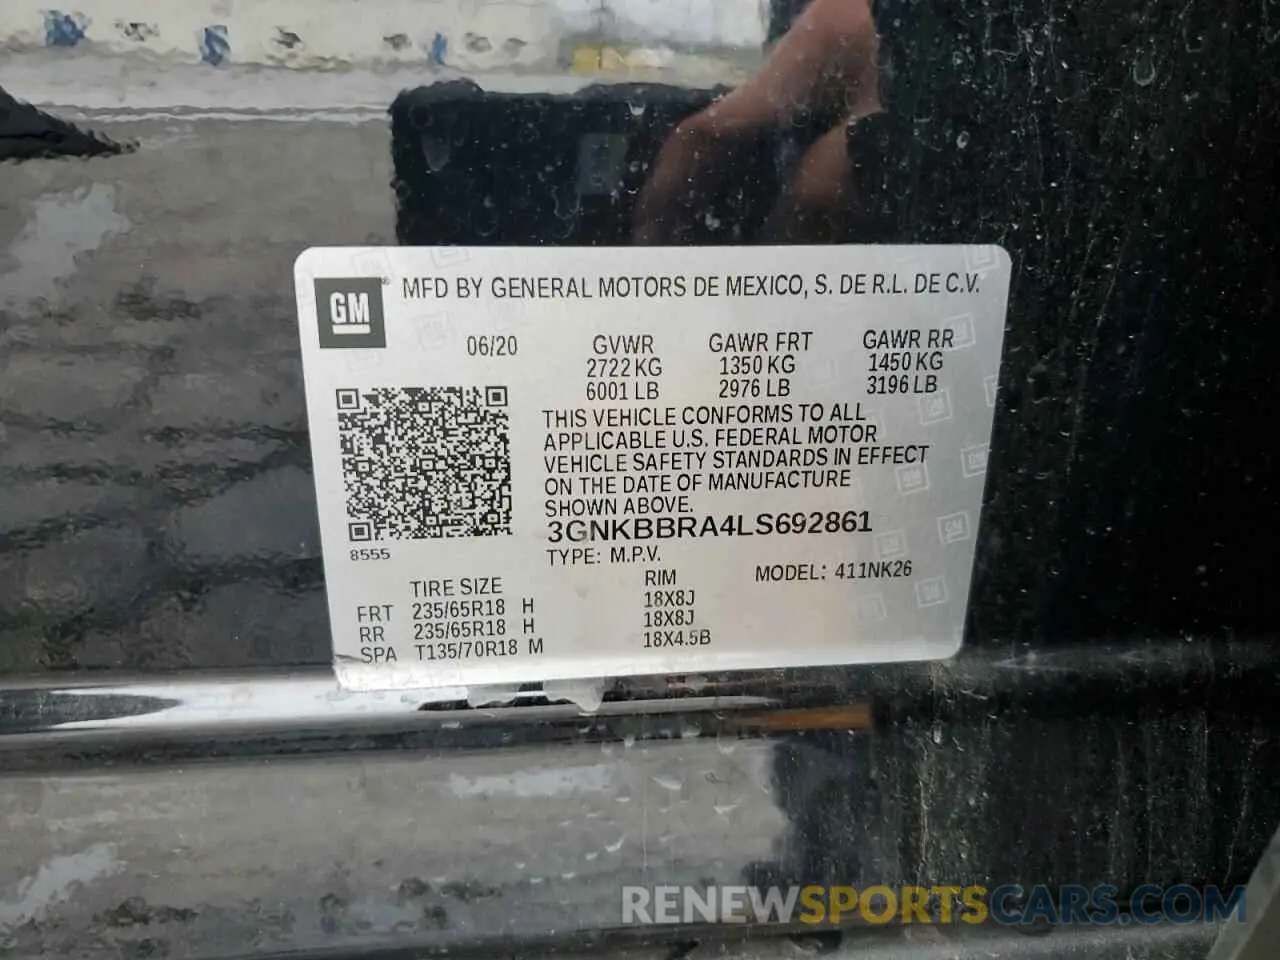 GM ® MFD BY GENERAL MOTORS DE MEXICO, S. DE R.L. DE C.V.
06/20 GVWR GAWR FRT GAWR RR
2722 KG 1350 KG 1450 KG
6001 LB 2976 LB 3196 LB
THIS VEHICLE CONFORMS TO ALL
APPLICABLE U.S. FEDERAL MOTOR
VEHICLE SAFETY STANDARDS IN EFFECT
ON THE DATE OF MANUFACTURE
SHOWN ABOVE.
3GNKBBRA4LS692861
8555
TYPE: M.P.V.
MODEL: 411NK26
TIRE SIZE RIM
FRT 235/65R18 H 18X8J
RR 235/65R18 H 18X8J
SPA T135/70R18 M 18X4.5B
RENEWSPORTSCARS.COM